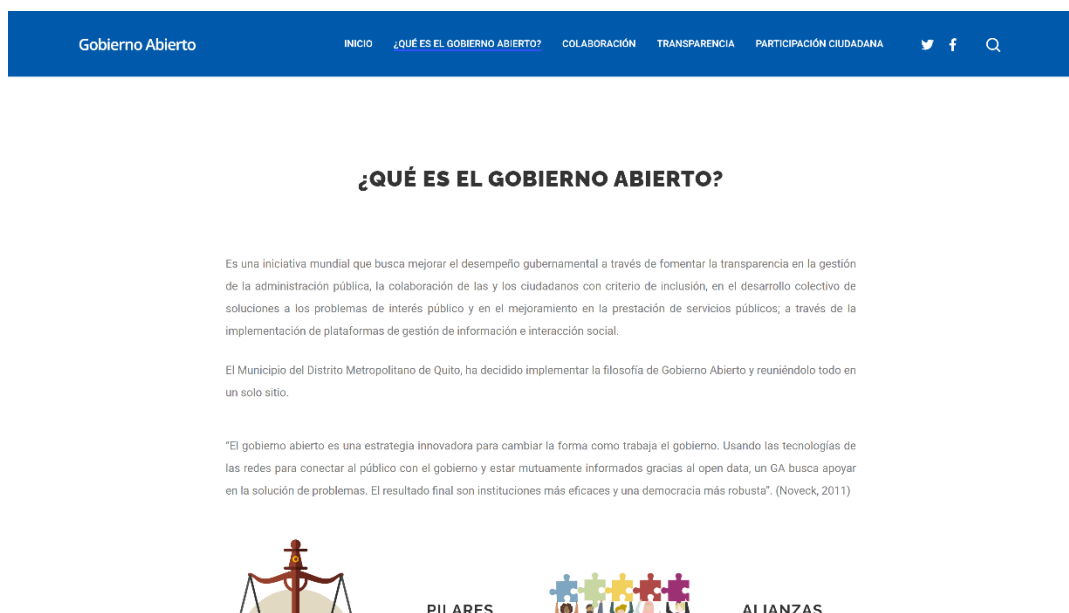 Gobierno Abierto
INICIO ¿QUÉ ES EL GOBIERNO ABIERTO? COLABORACIÓN TRANSPARENCIA PARTICIPACIÓN CIUDADANA
¿QUÉ ES EL GOBIERNO ABIERTO?
Es una iniciativa mundial que busca mejorar el desempeño gubernamental a través de fomentar la transparencia en la gestión
de la administración pública, la colaboración de las y los ciudadanos con criterio de inclusión, en el desarrollo colectivo de
soluciones a los problemas de interés público y en el mejoramiento en la prestación de servicios públicos; a través de la
implementación de plataformas de gestión de información e interacción social.
El Municipio del Distrito Metropolitano de Quito, ha decidido implementar la filosofía de Gobierno Abierto y reuniéndolo todo en
un solo sitio.
“El gobierno abierto es una estrategia innovadora para cambiar la forma como trabaja el gobierno. Usando las tecnologías de
las redes para conectar al público con el gobierno y estar mutuamente informados gracias al open data, un GA busca apoyar
en la solución de problemas. El resultado final son instituciones más eficaces y una democracia más robusta”. (Noveck, 2011)
PILARES
ALIANZAS